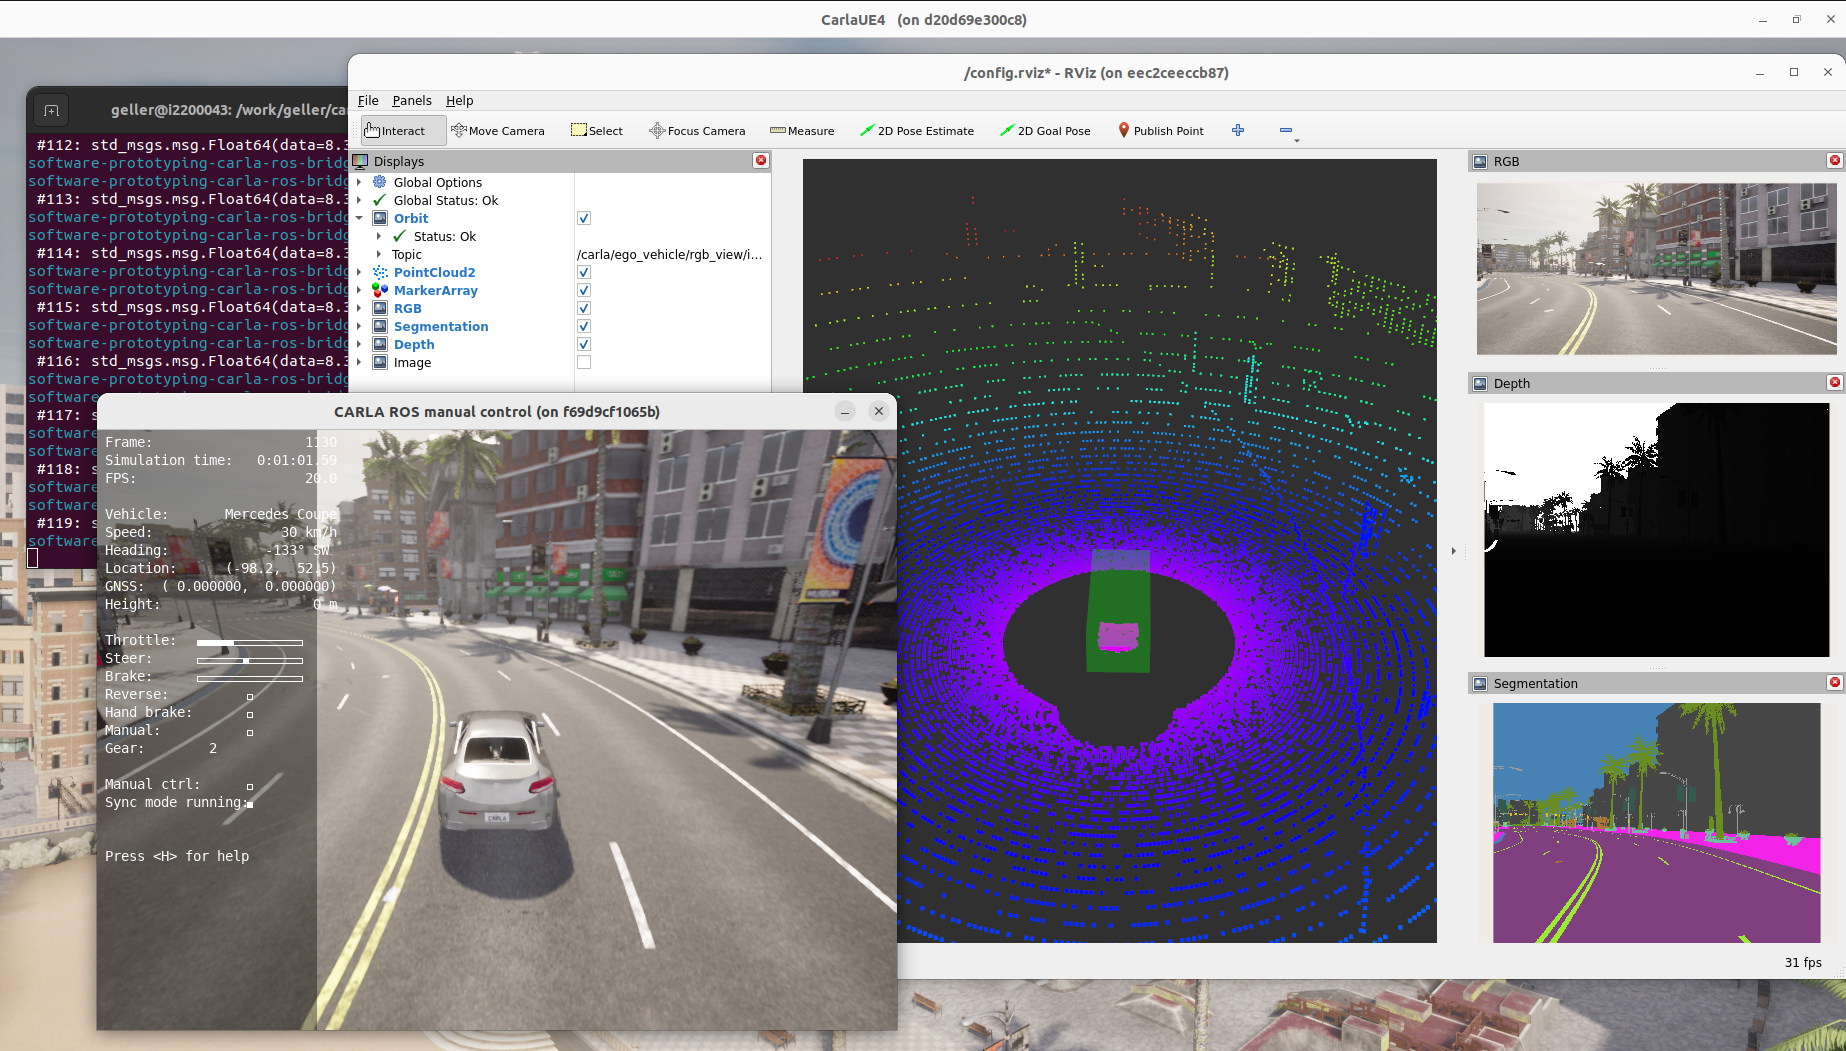 CarlaUE4 (on d20d69e300c8)
/config.rviz* - RViz (on eec2ceeccb87)
geller@i2200043: /work/geller/ca
File Panels Help
Interact Move Camera Select Focus Camera Measure 2D Pose Estimate 2D Goal Pose Publish Point
#112: std_msgs.msg.Float64(data=8.3
software-prototyping-carla-ros-bridg
software-prototyping-carla-ros-bridg
#113: std_msgs.msg.Float64(data=8.3
software-prototyping-carla-ros-bridg
software-prototyping-carla-ros-bridg
#114: std_msgs.msg.Float64(data=8.3
software-prototyping-carla-ros-bridg
software-prototyping-carla-ros-bridg
#115: std_msgs.msg.Float64(data=8.3
software-prototyping-carla-ros-bridg
software-prototyping-carla-ros-bridg
#116: std_msgs.msg.Float64(data=8.3
software-prototyping-carla-ros-bridg
software
#117: s
software
software
#118: s
software
software
#119: s
software
Displays
Global Options
Global Status: Ok
Orbit
Status: Ok
Topic /carla/ego_vehicle/rgb_view/i...
PointCloud2
MarkerArray
RGB
Segmentation
Depth
Image
CARLA ROS manual control (on f69d9cf1065b)
Frame: 1130
Simulation time: 0:01:01.59
FPS: 20.0
Vehicle: Mercedes Coupe
Speed: 30 km/h
Heading: -133° SW
Location: (-98.2, 52.5)
GNSS: ( 0.000000, 0.000000)
Height: 0 m
Throttle:
Steer:
Brake:
Reverse:
Hand brake:
Manual:
Gear: 2
Manual ctrl:
Sync mode running:
Press <H> for help
MUSEUM
CARLA
RGB
Depth
Segmentation
31 fps